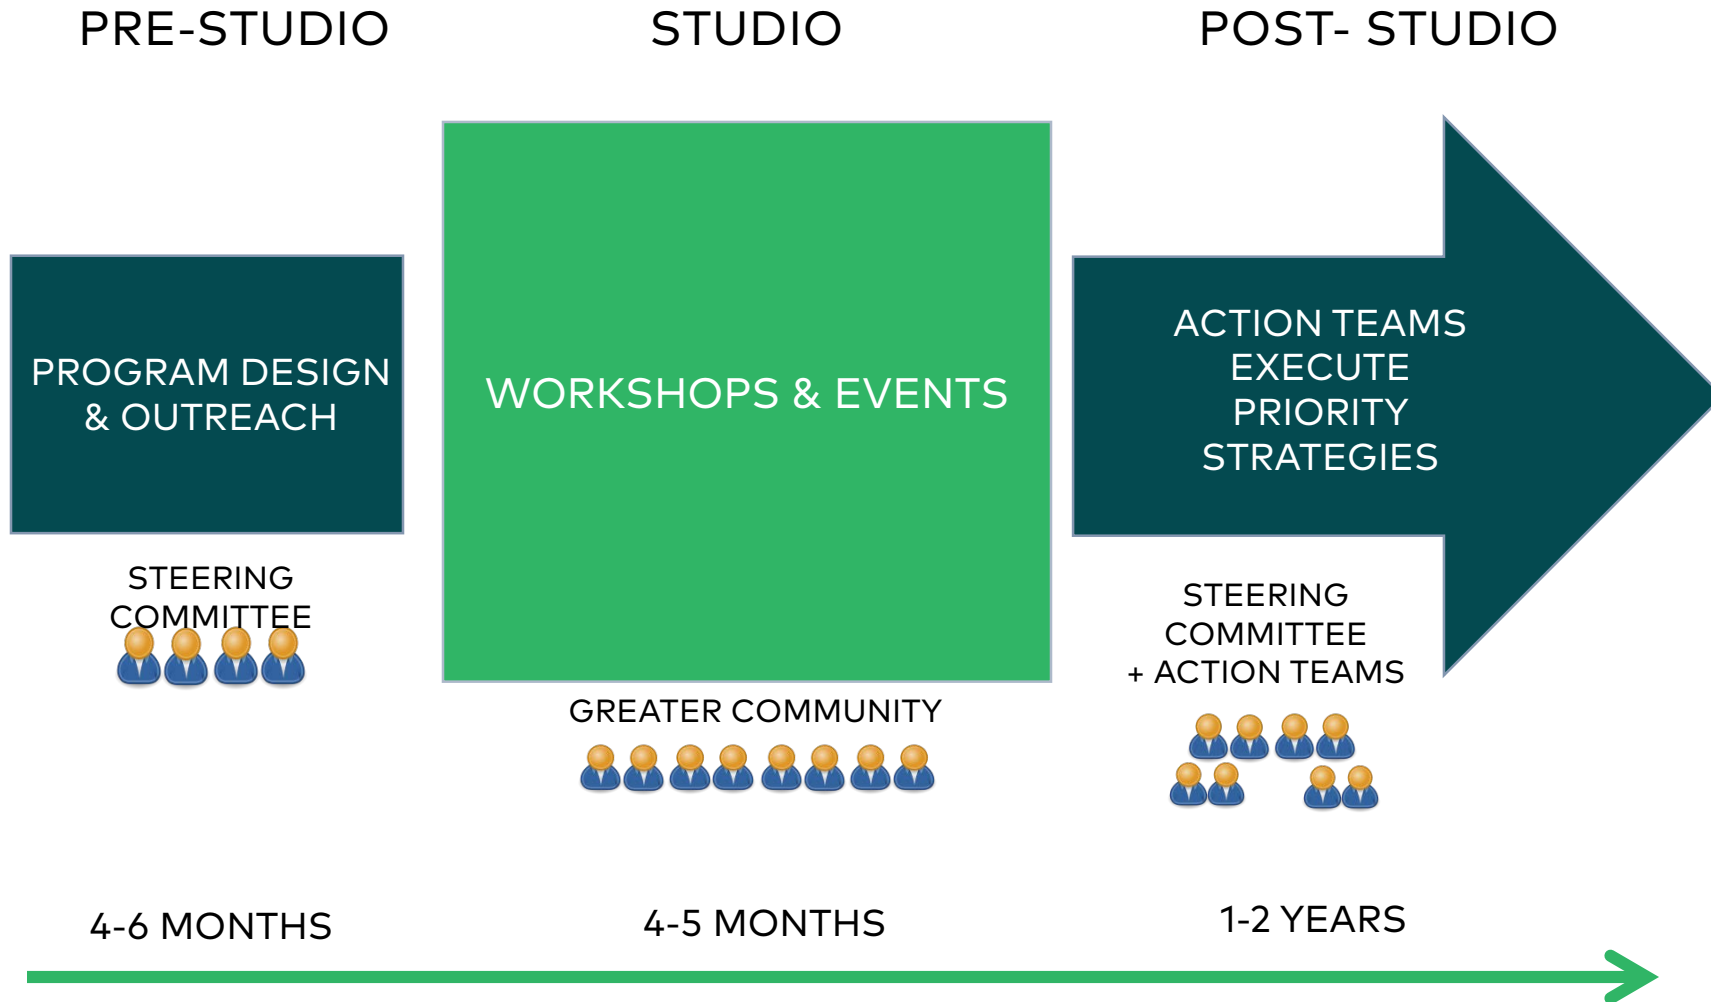 PRE-STUDIO
STUDIO
POST- STUDIO
PROGRAM DESIGN
& OUTREACH
WORKSHOPS & EVENTS
ACTION TEAMS
EXECUTE
PRIORITY
STRATEGIES
STEERING
COMMITTEE
GREATER COMMUNITY
STEERING
COMMITTEE
+ ACTION TEAMS
4-6 MONTHS
4-5 MONTHS
1-2 YEARS